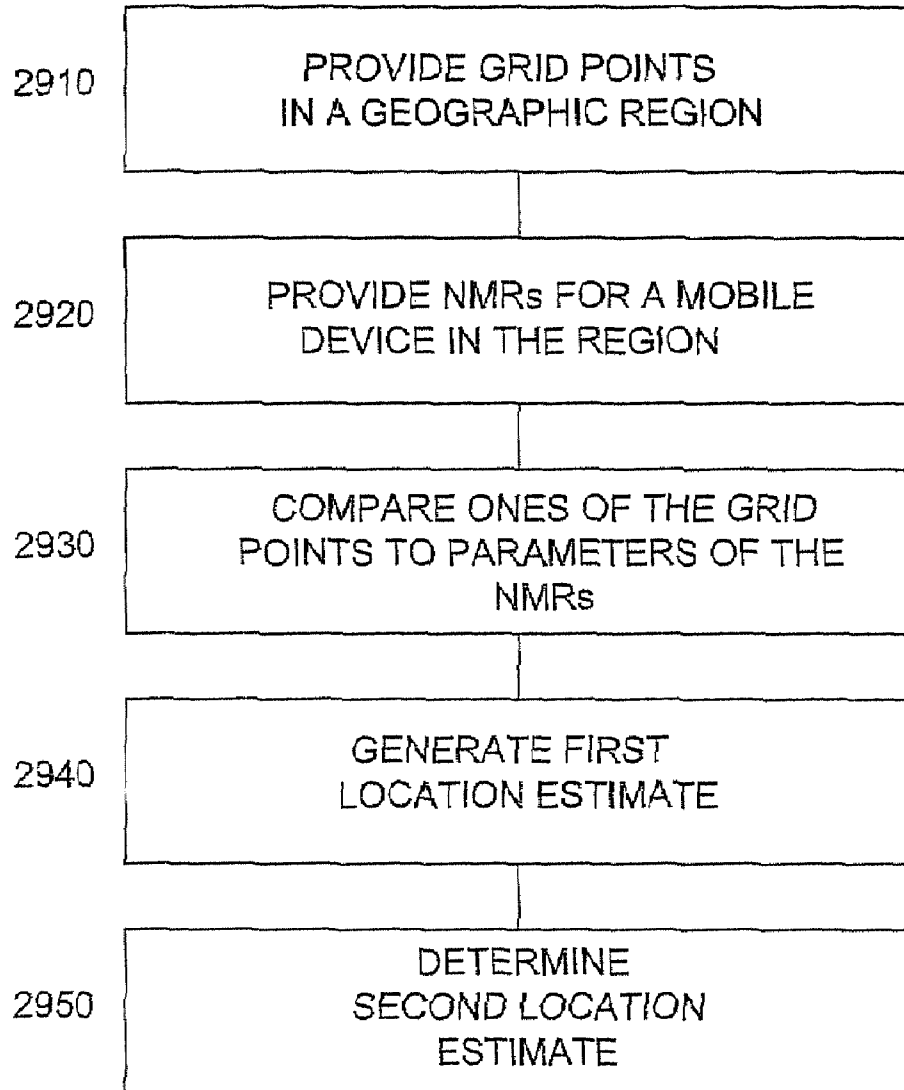 2910
PROVIDE GRID POINTS
IN A GEOGRAPHIC REGION
2920
PROVIDE NMRs FOR A MOBILE
DEVICE IN THE REGION
2930
COMPARE ONES OF THE GRID
POINTS TO PARAMETERS OF THE
NMRs
2940
GENERATE FIRST
LOCATION ESTIMATE
2950
DETERMINE
SECOND LOCATION
ESTIMATE